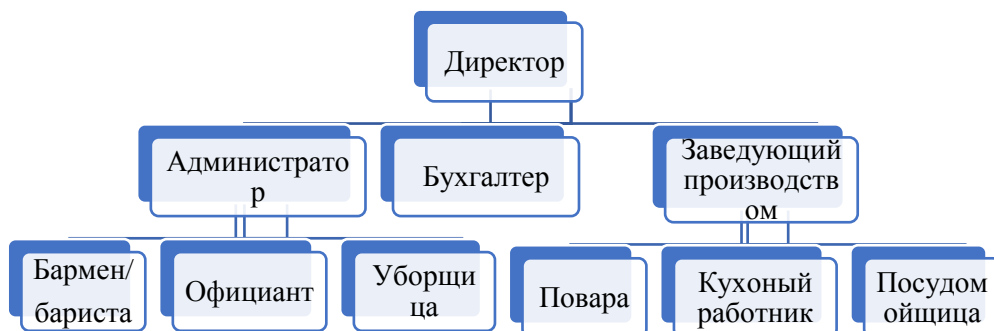 Директор
Администрато
р
Бухгалтер
Заведующий
производств
ом
Бармен/
бариста
Официант
Уборщи
ца
Повара
Кухоный
работник
Посудом
ойщица